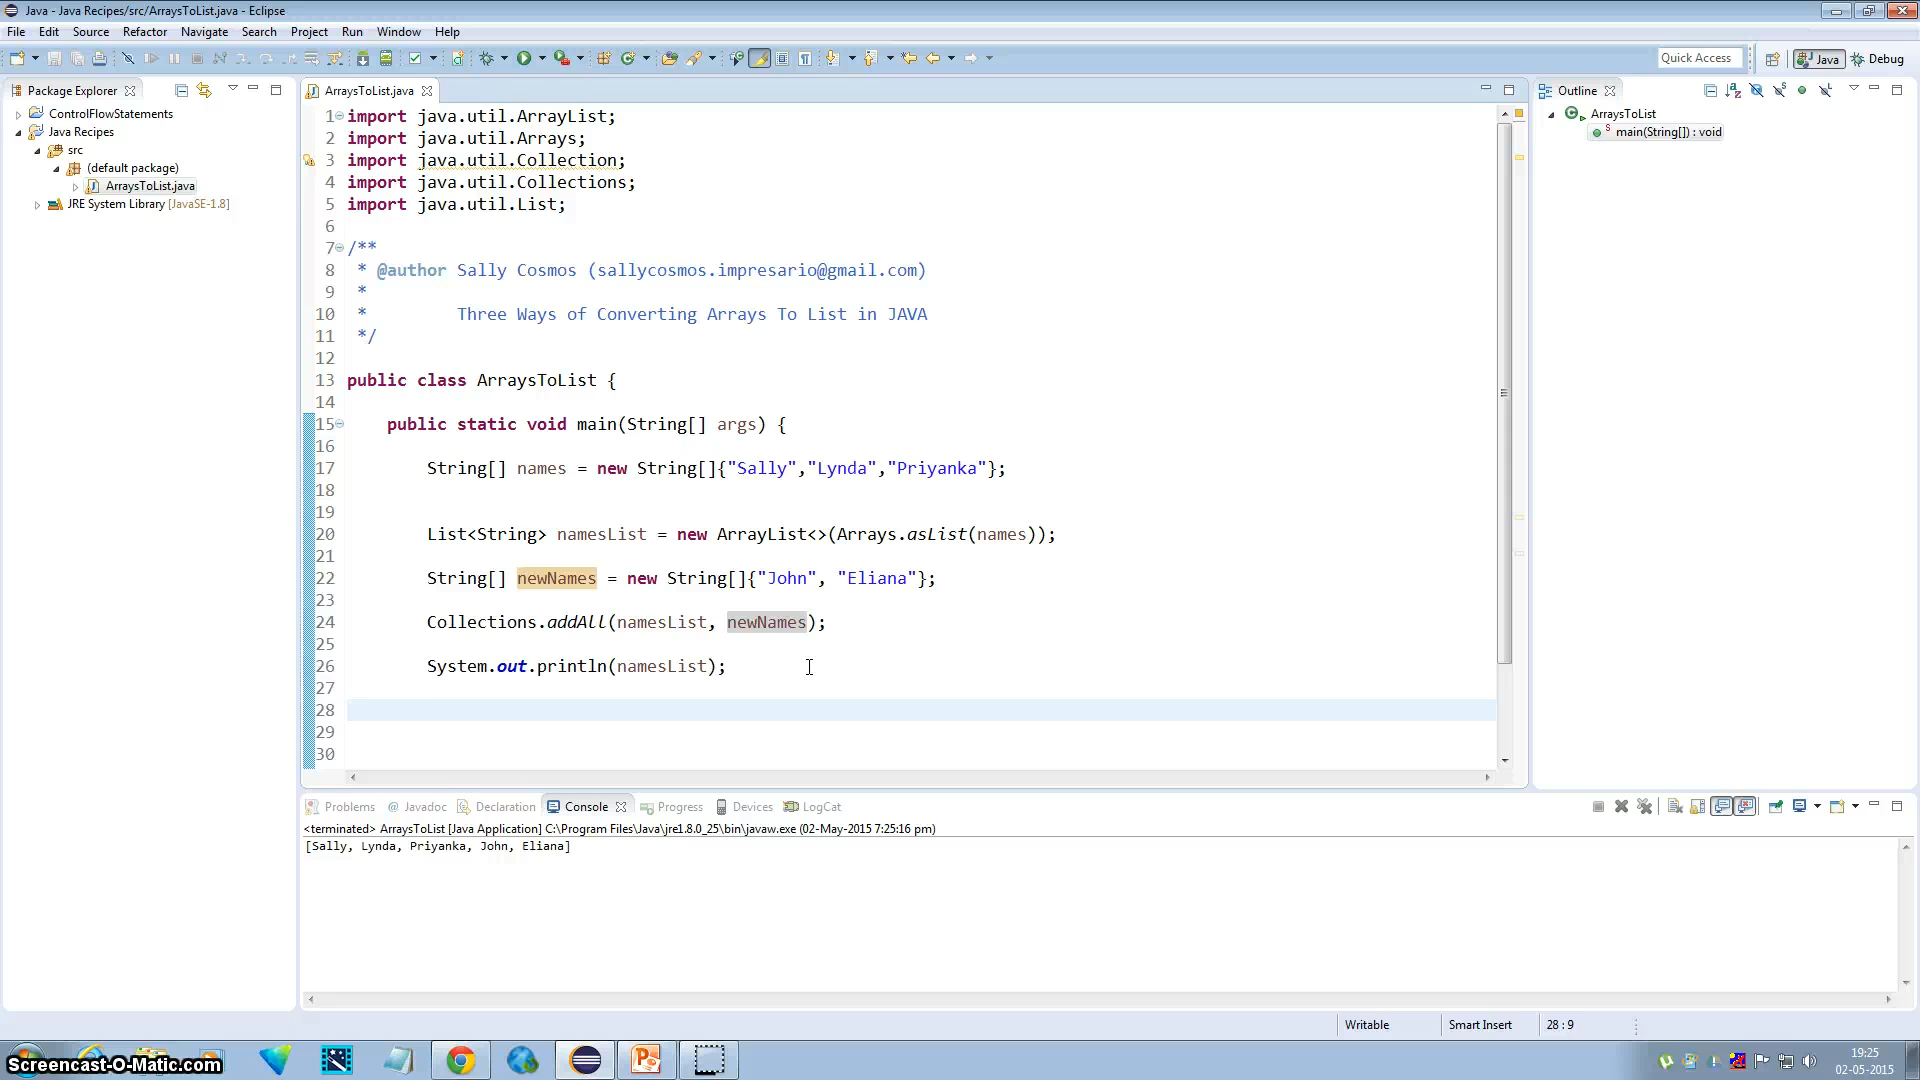 Java - Java Recipes/src/ArraysToList.java - Eclipse
File Edit Source Refactor Navigate Search Project Run Window Help
Quick Access Java Debug
Package Explorer
ControlFlowStatements
Java Recipes
src
(default package)
ArraysToList.java
JRE System Library [JavaSE-1.8]
ArraysToList.java
1 import java.util.ArrayList;
2 import java.util.Arrays;
3 import java.util.Collection;
4 import java.util.Collections;
5 import java.util.List;
6
7 /**
8 * @author Sally Cosmos (sallycosmos.impresario@gmail.com)
9 *
10 * Three Ways of Converting Arrays To List in JAVA
11 */
12
13 public class ArraysToList {
14
15 public static void main(String[] args) {
16
17 String[] names = new String[]{"Sally","Lynda","Priyanka"};
18
19
20 List<String> namesList = new ArrayList<>(Arrays.asList(names));
21
22 String[] newNames = new String[]{"John", "Eliana"};
23
24 Collections.addAll(namesList, newNames);
25
26 System.out.println(namesList);
27
28
29
30
Outline
ArraysToList
main(String[]) : void
Problems @ Javadoc Declaration Console Progress Devices LogCat
<terminated> ArraysToList [Java Application] C:\Program Files\Java\jre1.8.0_25\bin\javaw.exe (02-May-2015 7:25:16 pm)
[Sally, Lynda, Priyanka, John, Eliana]
Writable Smart Insert 28 : 9
Screencast-O-Matic.com
19:25
02-05-2015